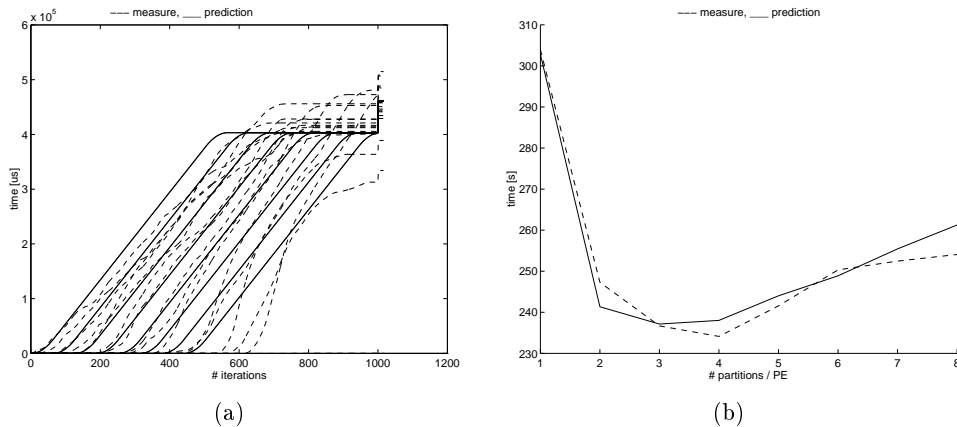 −−− measure, ___ prediction
x 10^5
6
5
4
3
2
1
0
time [us]
0 200 400 600 800 1000 1200
# iterations
(a)
−−− measure, ___ prediction
310
300
290
280
270
260
250
240
230
time [s]
1 2 3 4 5 6 7 8
# partitions / PE
(b)